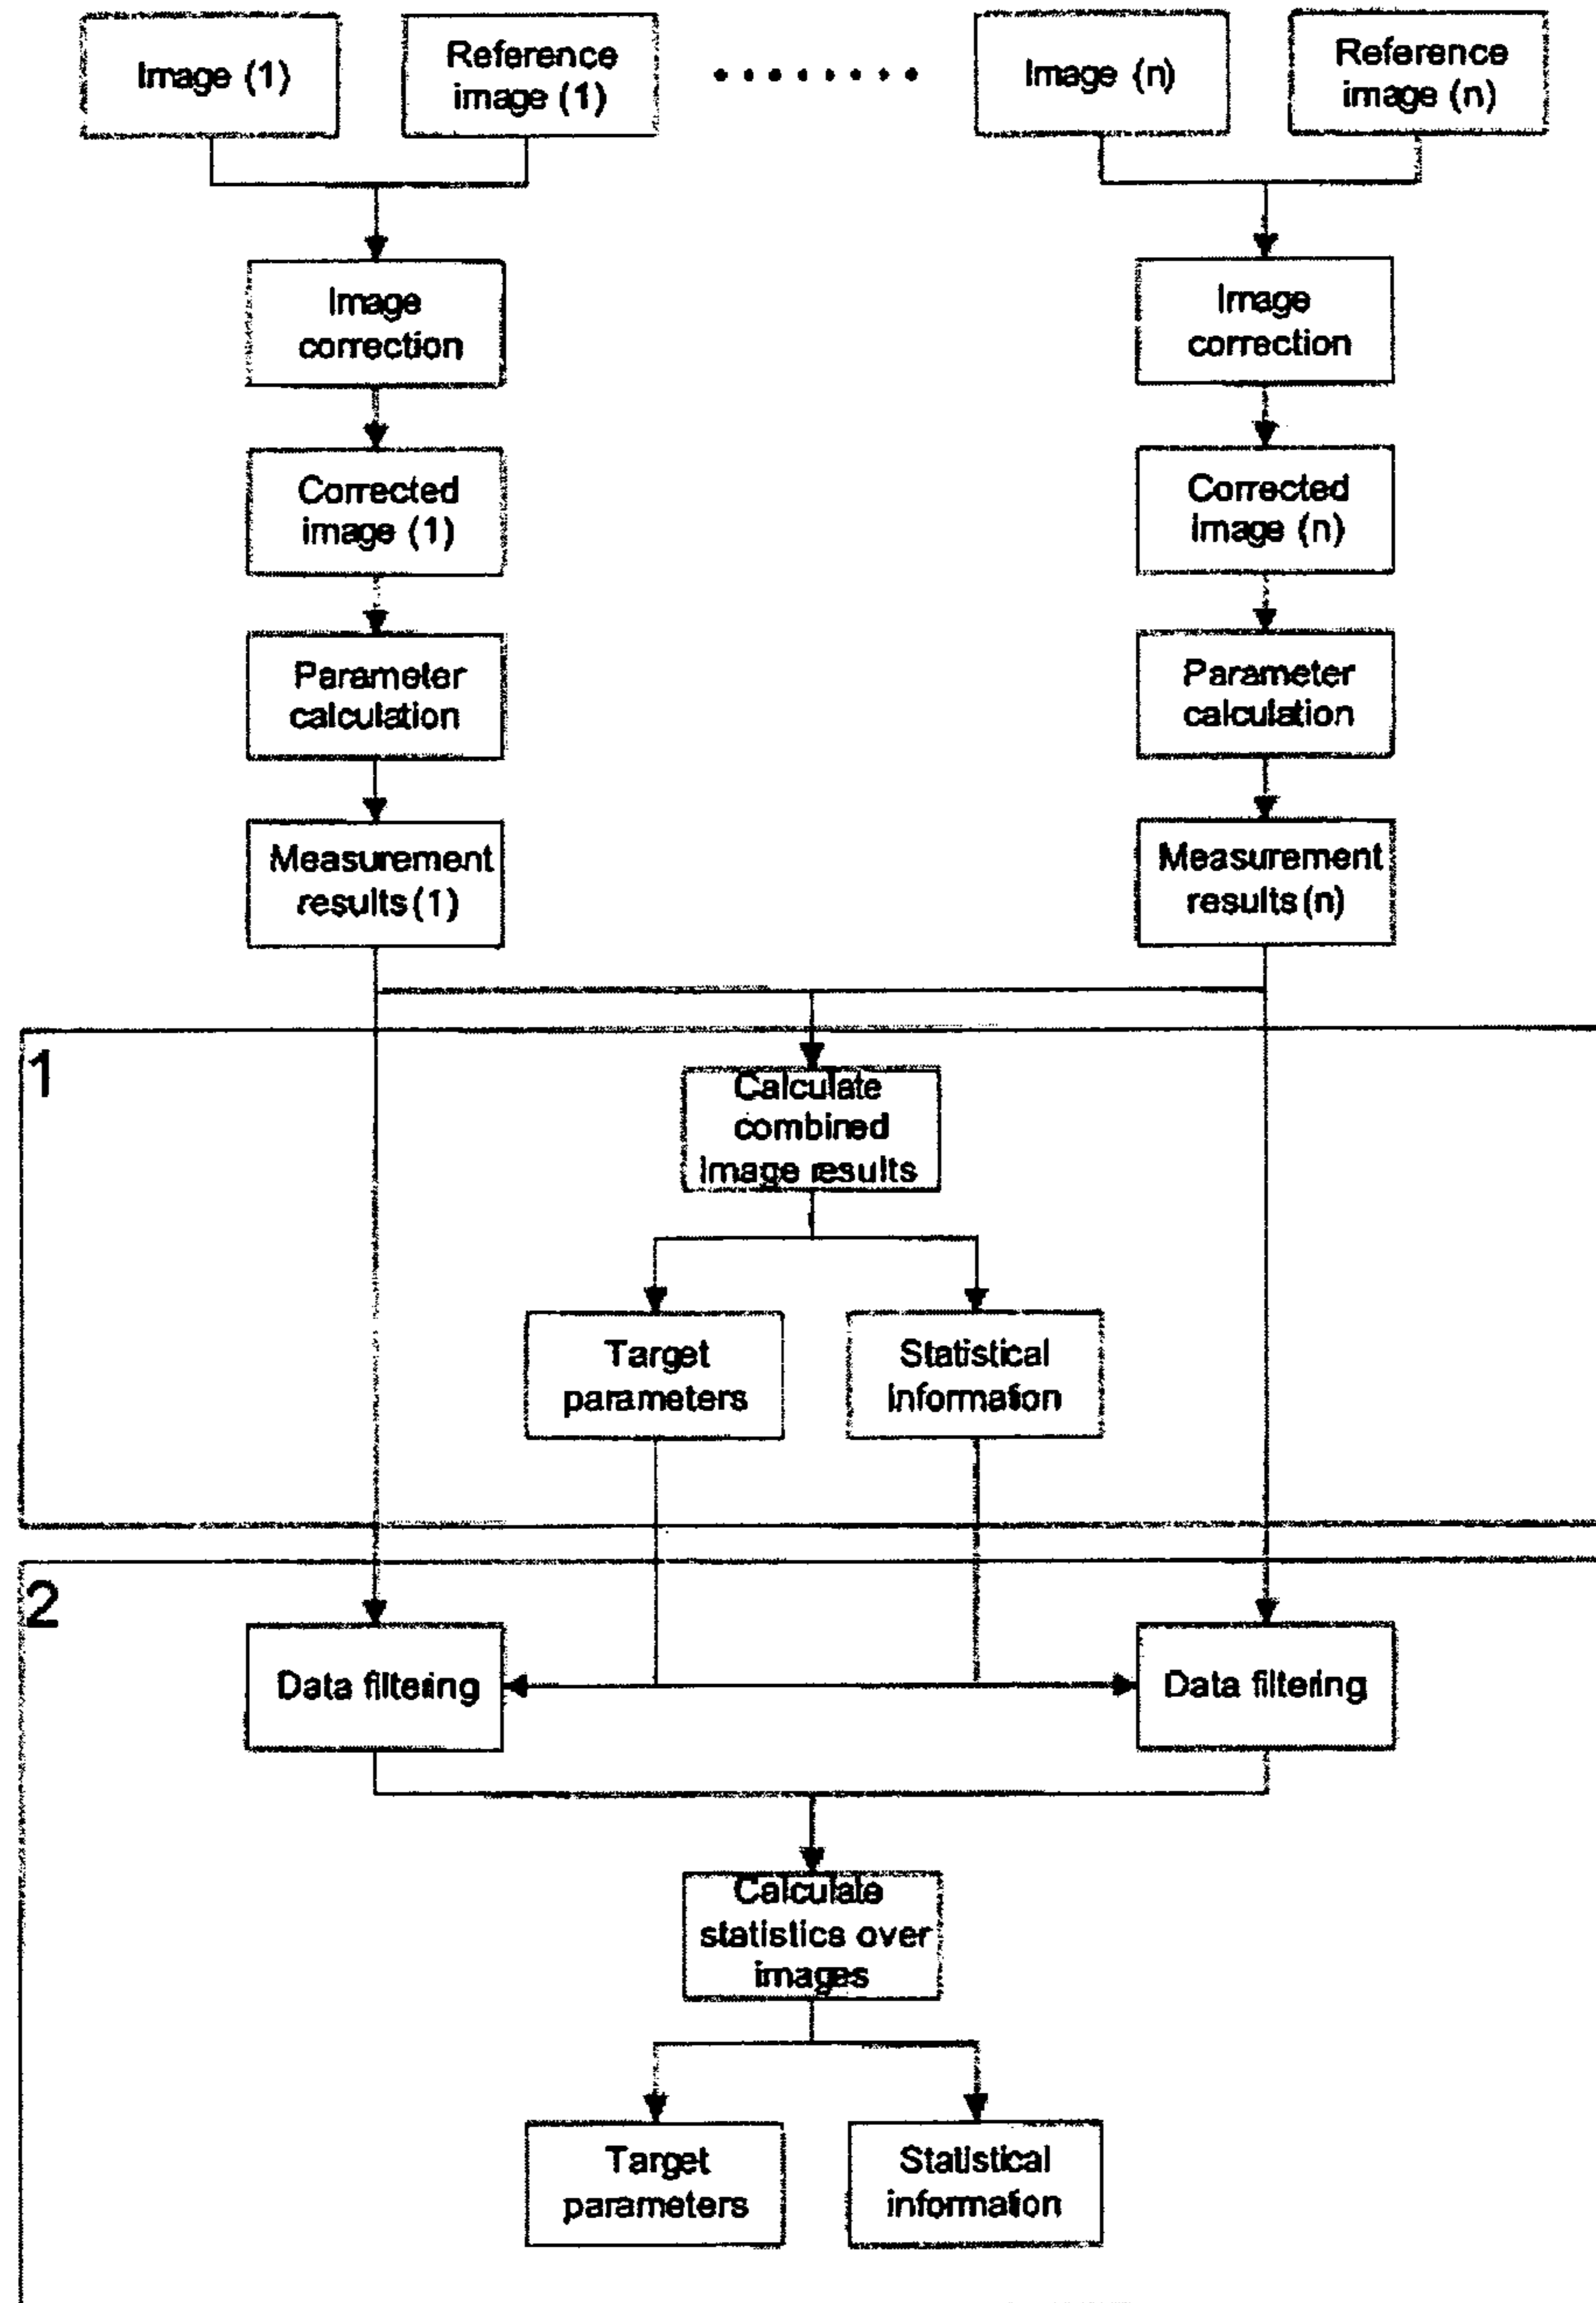 Image (1)
Reference
image (1)
Image (n)
Reference
image (n)
Image
correction
Image
correction
Corrected
image (1)
Corrected
image (n)
Parameter
calculation
Parameter
calculation
Measurement
results (1)
Measurement
results (n)
1
Calculate
combined
image results
Target
parameters
Statistical
information
2
Data filtering
Data filtering
Calculate
statistics over
images
Target
parameters
Statistical
information